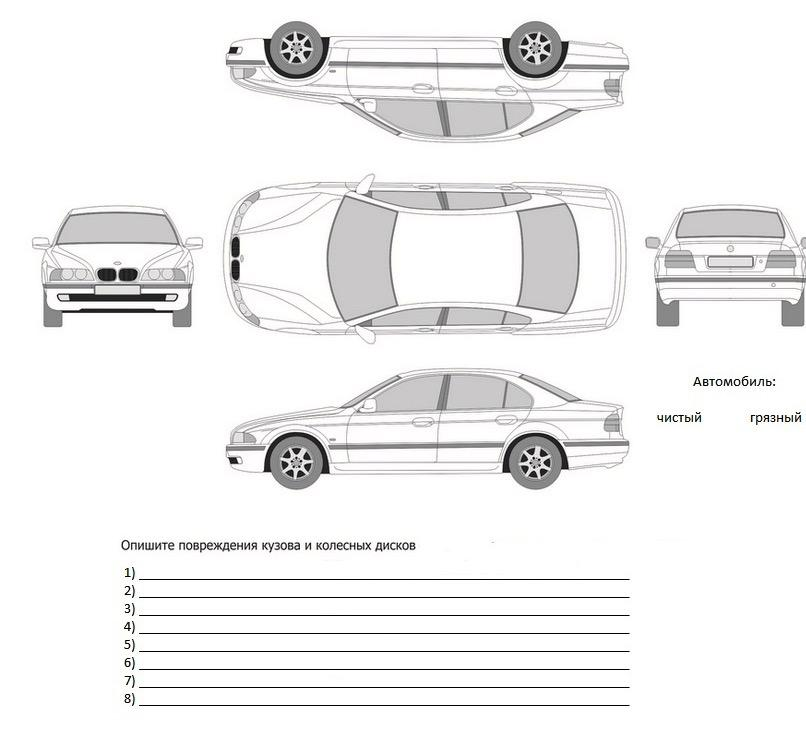 Автомобиль:
чистый грязный
Опишите повреждения кузова и колесных дисков
1)
2)
3)
4)
5)
6)
7)
8)